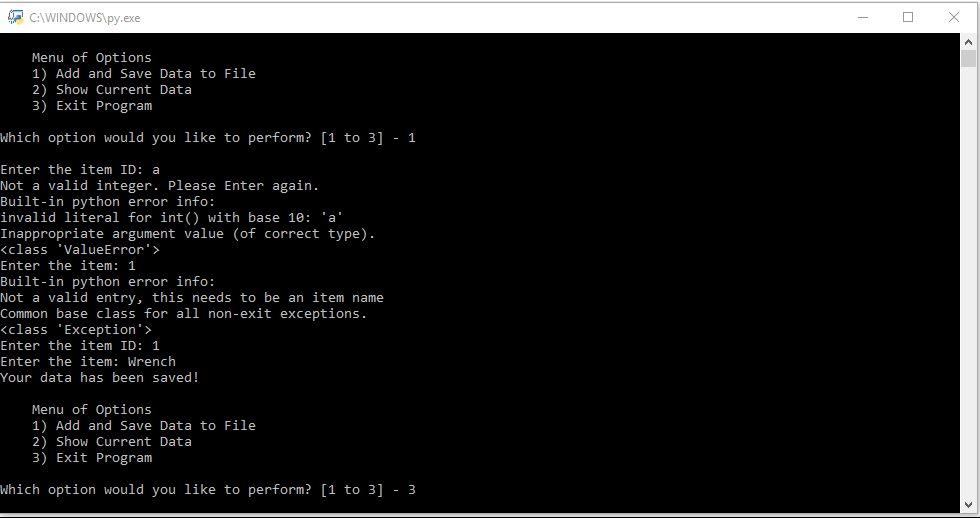 C:\WINDOWS\py.exe
Menu of Options
1) Add and Save Data to File
2) Show Current Data
3) Exit Program
Which option would you like to perform? [1 to 3] - 1
Enter the item ID: a
Not a valid integer. Please Enter again.
Built-in python error info:
invalid literal for int() with base 10: 'a'
Inappropriate argument value (of correct type).
<class 'ValueError'>
Enter the item: 1
Built-in python error info:
Not a valid entry, this needs to be an item name
Common base class for all non-exit exceptions.
<class 'Exception'>
Enter the item ID: 1
Enter the item: Wrench
Your data has been saved!
Menu of Options
1) Add and Save Data to File
2) Show Current Data
3) Exit Program
Which option would you like to perform? [1 to 3] - 3